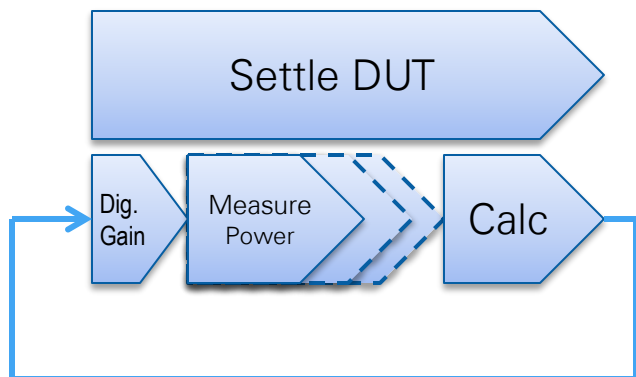 Settle DUT
Dig.
Gain
Measure
Power
Calc